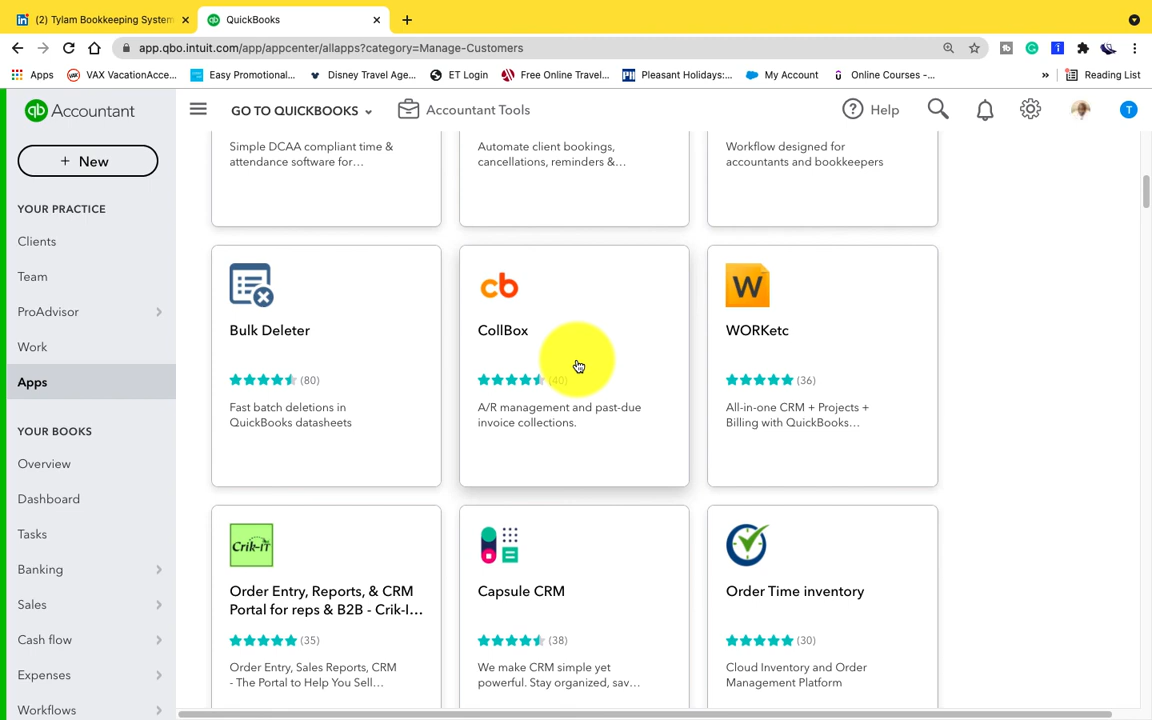 (2) Tylam Bookkeeping System
QuickBooks
app.qbo.intuit.com/app/appcenter/allapps?category=Manage-Customers
Apps
VAX VacationAcce...
Easy Promotional...
Disney Travel Age...
ET Login
Free Online Travel...
Pleasant Holidays:...
My Account
Online Courses -...
»
Reading List
qb Accountant
GO TO QUICKBOOKS
Accountant Tools
Help
T
+ New
YOUR PRACTICE
Clients
Team
ProAdvisor
Work
Apps
YOUR BOOKS
Overview
Dashboard
Tasks
Banking
Sales
Cash flow
Expenses
Workflows
Simple DCAA compliant time &
attendance software for...
Automate client bookings,
cancellations, reminders &...
Workflow designed for
accountants and bookkeepers
Bulk Deleter
(80)
Fast batch deletions in
QuickBooks datasheets
cb
CollBox
(40)
A/R management and past-due
invoice collections.
W
WORKetc
(36)
All-in-one CRM + Projects +
Billing with QuickBooks...
Crik-IT
Order Entry, Reports, & CRM
Portal for reps & B2B - Crik-I...
(35)
Order Entry, Sales Reports, CRM
- The Portal to Help You Sell...
Capsule CRM
(38)
We make CRM simple yet
powerful. Stay organized, sav...
Order Time inventory
(30)
Cloud Inventory and Order
Management Platform